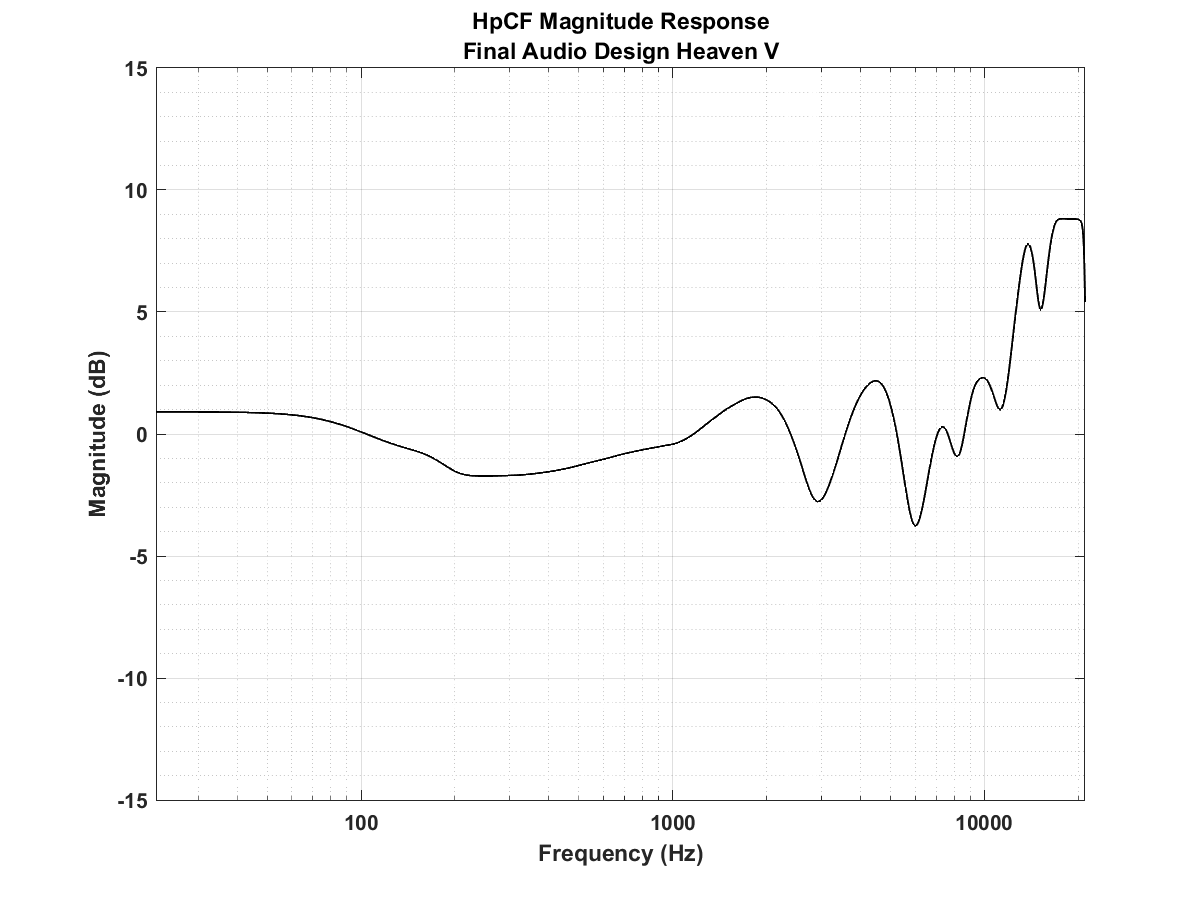 HpCF Magnitude Response
Final Audio Design Heaven V
15
10
5
0
-5
-10
-15
Magnitude (dB)
100
1000
10000
Frequency (Hz)